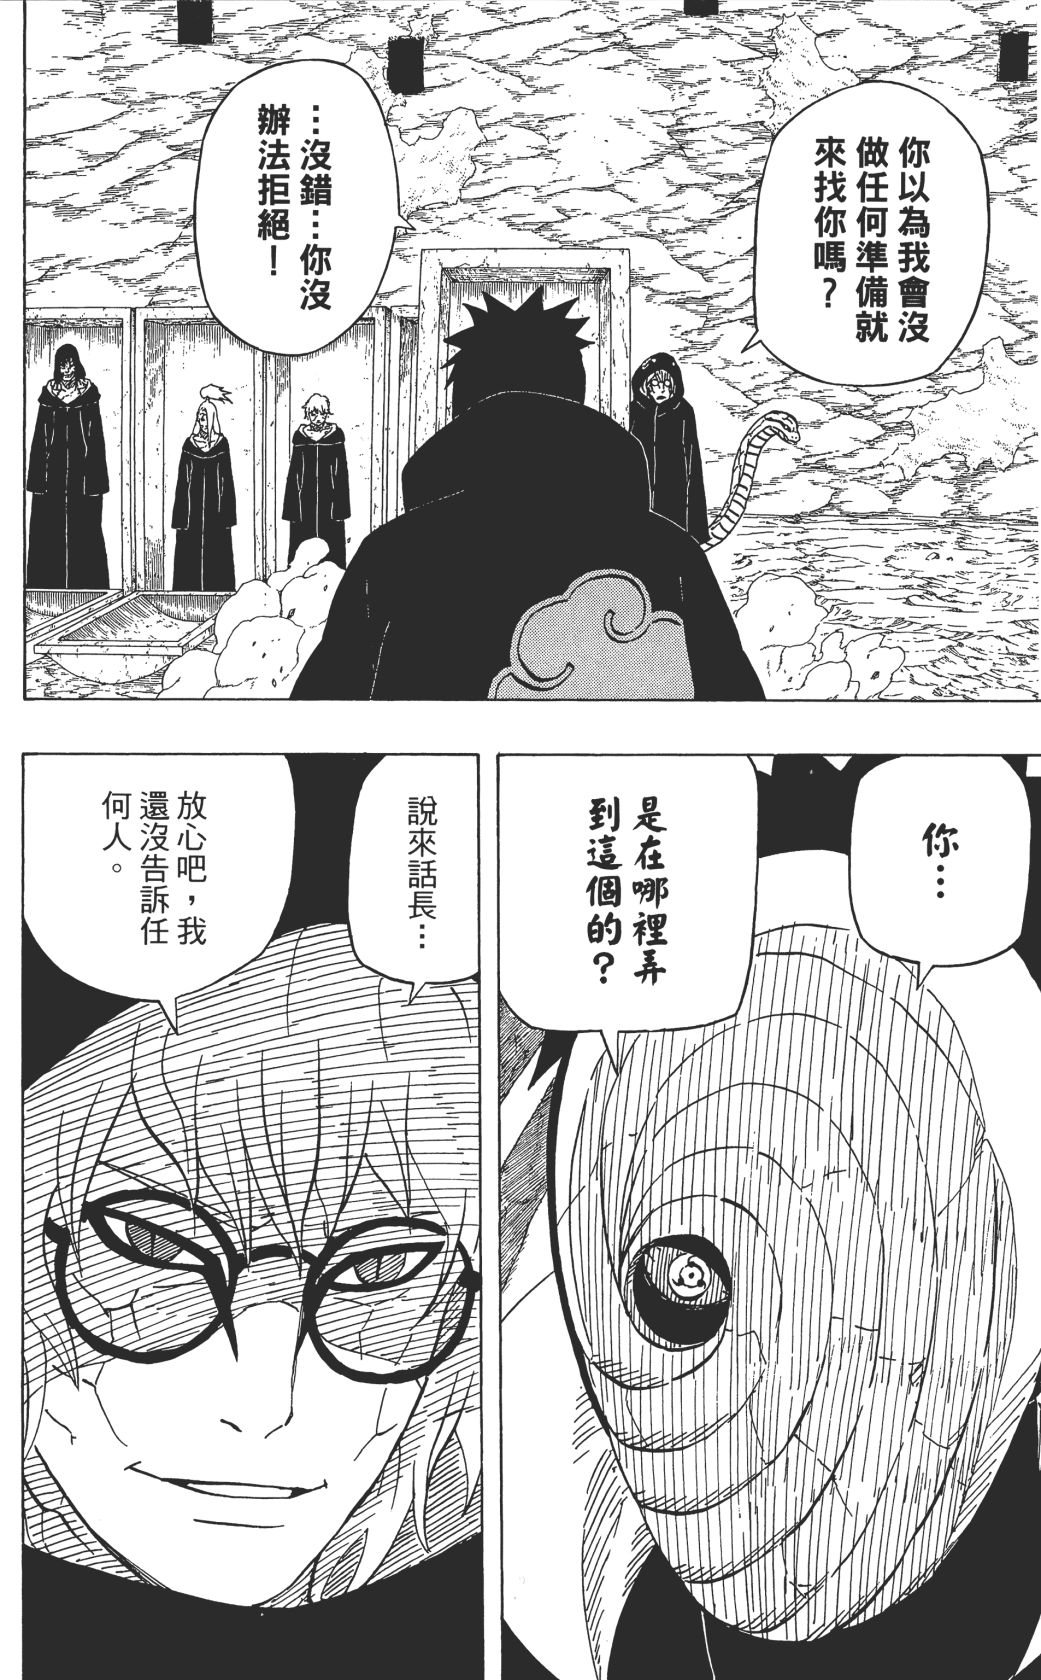 你以為我會沒
做任何準備就
來找你嗎？
…沒錯…你沒
辦法拒絕！
你…
是在哪裡弄
到這個的？
說來話長…
放心吧，我
還沒告訴任
何人。